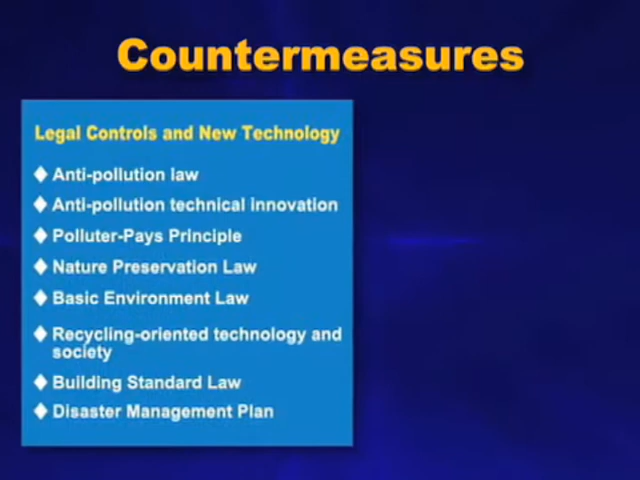 Countermeasures
Legal Controls and New Technology
◆ Anti-pollution law
◆ Anti-pollution technical innovation
◆ Polluter-Pays Principle
◆ Nature Preservation Law
◆ Basic Environment Law
◆ Recycling-oriented technology and
society
◆ Building Standard Law
◆ Disaster Management Plan